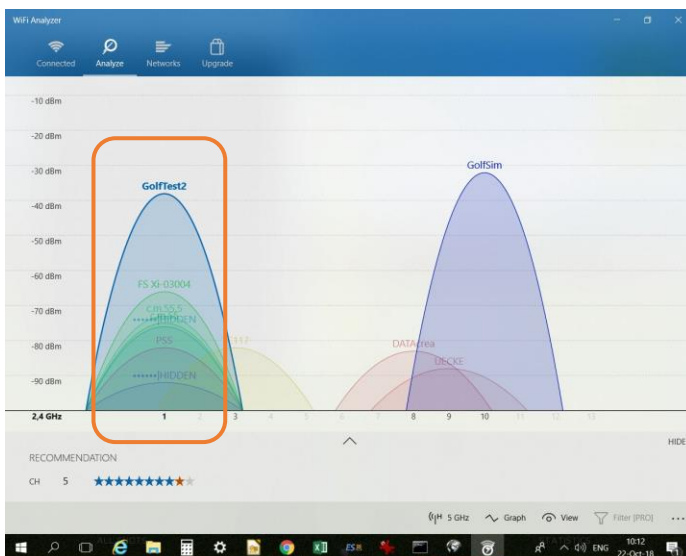 WiFi Analyzer
Connected Analyze Networks Upgrade
-10 dBm
-20 dBm
-30 dBm
GolfSim
GolfTest2
-40 dBm
-50 dBm
-60 dBm
FS Xi-03004
-70 dBm
HIDDEN
117
-80 dBm
PSS
DATAcrea
DECKE
-90 dBm
HIDDEN
2,4 GHz 1 2 3 4 5 6 7 8 9 10 11 12 13
HIDE
RECOMMENDATION
CH 5
5 GHz Graph View Filter [PRO]
ENG 10:12
22-Oct-18